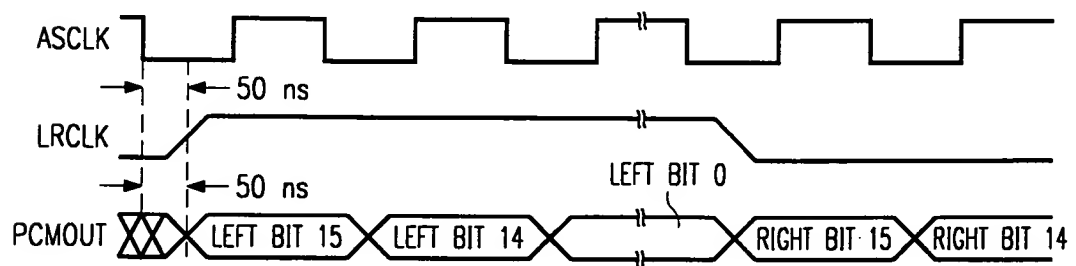 ASCLK
50 ns
LRCLK
50 ns
LEFT BIT 0
PCMOUT
LEFT BIT 15
LEFT BIT 14
RIGHT BIT 15
RIGHT BIT 14